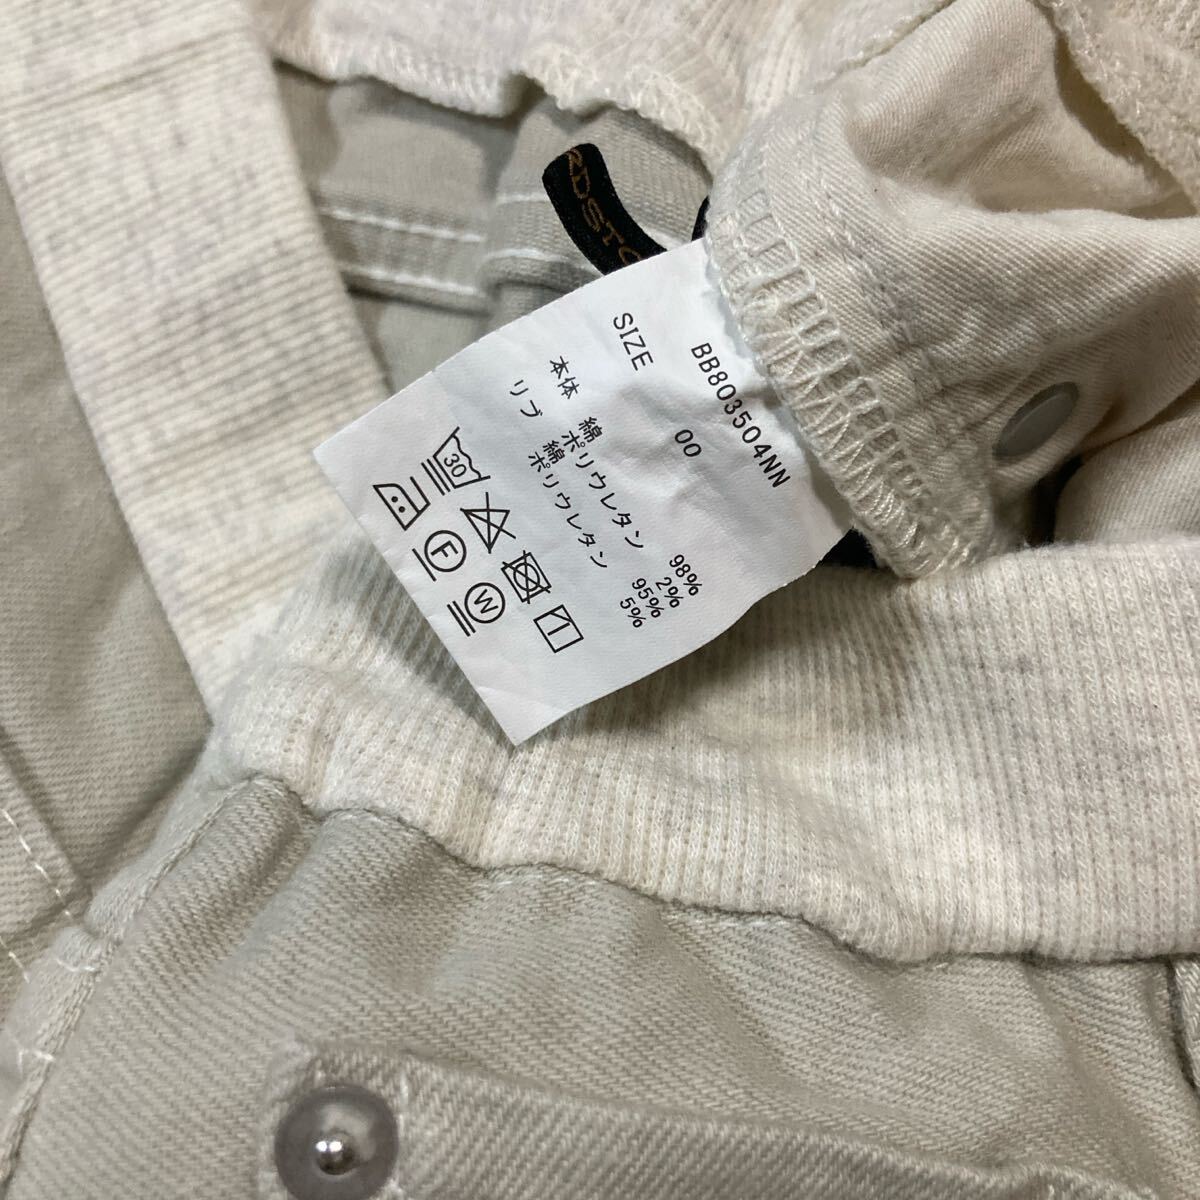 RDSTO
BB803504NN
SIZE 00
本体 綿 98%
ポリウレタン 2%
リブ 綿 95%
ポリウレタン 5%
30
F
W